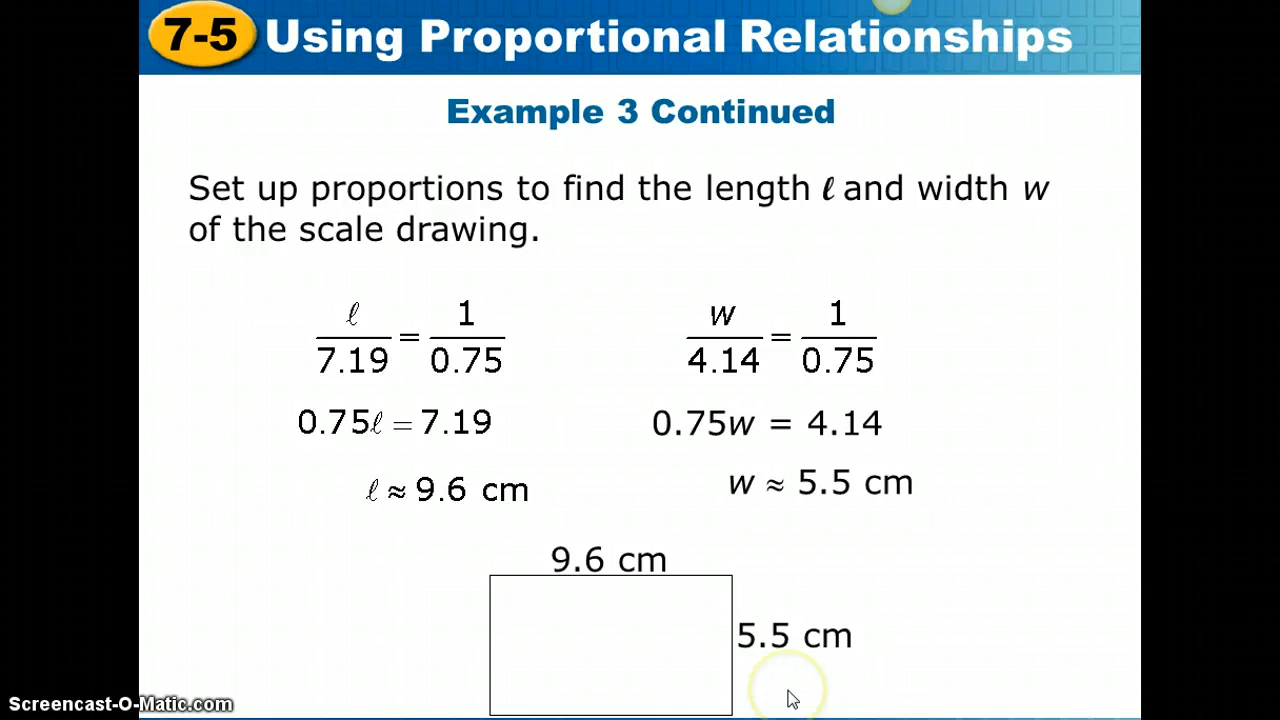 7-5 Using Proportional Relationships
Example 3 Continued
Set up proportions to find the length ℓ and width w
of the scale drawing.
ℓ/7.19 = 1/0.75
w/4.14 = 1/0.75
0.75ℓ = 7.19
0.75w = 4.14
ℓ ≈ 9.6 cm
w ≈ 5.5 cm
9.6 cm
5.5 cm
Screencast-O-Matic.com